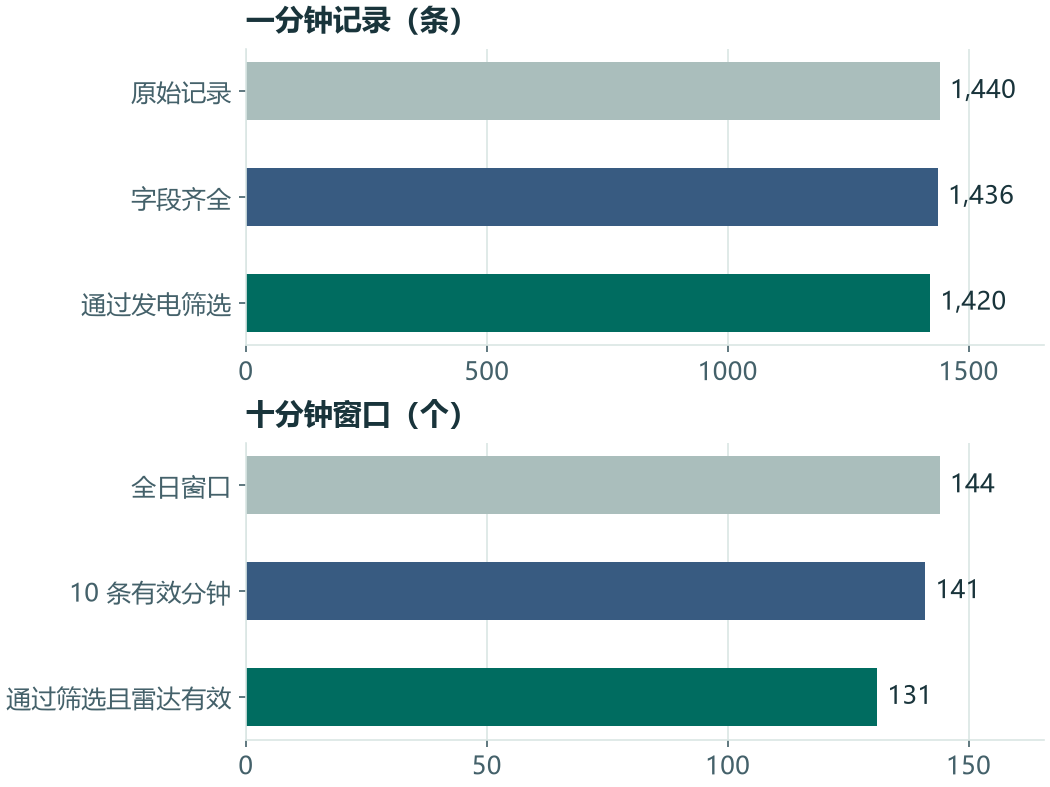 一分钟记录（条）
原始记录 1,440
字段齐全 1,436
通过发电筛选 1,420
0 500 1000 1500
十分钟窗口（个）
全日窗口 144
10 条有效分钟 141
通过筛选且雷达有效 131
0 50 100 150